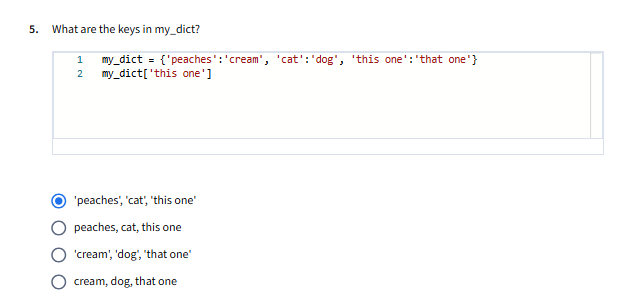 5. What are the keys in my_dict?
1 my_dict = {'peaches':'cream', 'cat':'dog', 'this one':'that one'}
2 my_dict['this one']
'peaches', 'cat', 'this one'
peaches, cat, this one
'cream', 'dog', 'that one'
cream, dog, that one